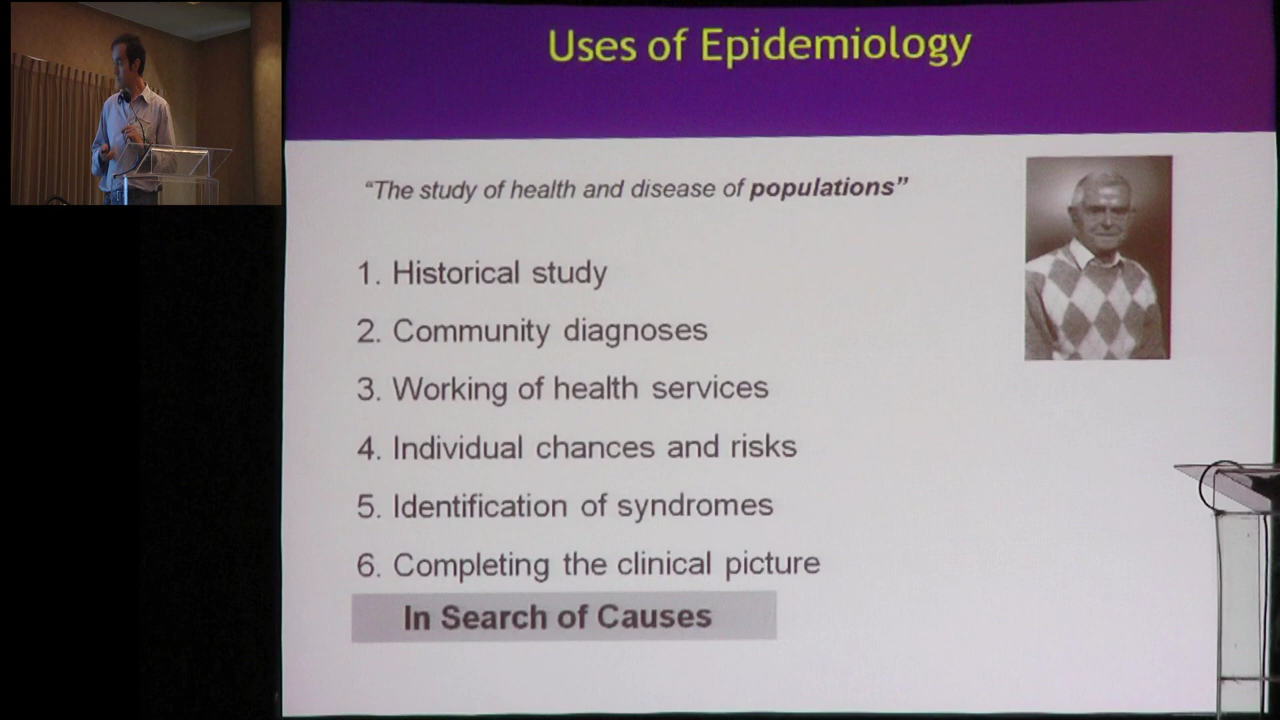 Uses of Epidemiology
“The study of health and disease of populations”
1. Historical study
2. Community diagnoses
3. Working of health services
4. Individual chances and risks
5. Identification of syndromes
6. Completing the clinical picture
In Search of Causes